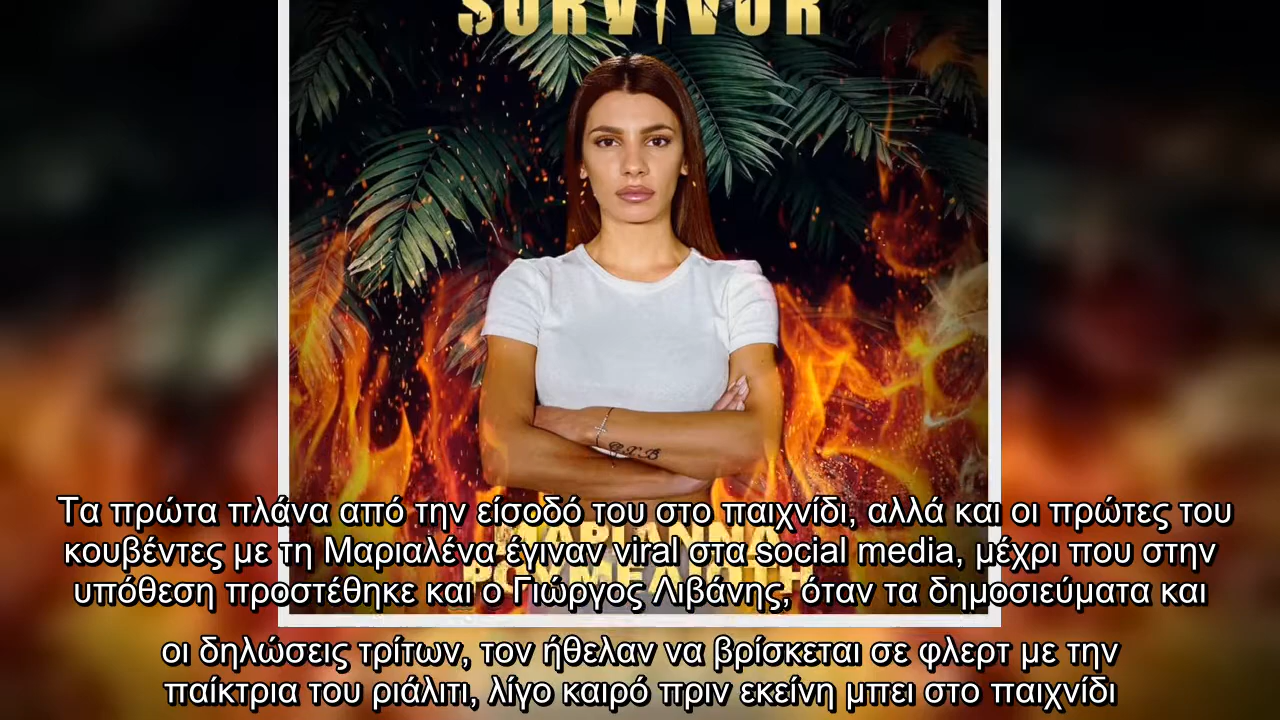 SURVIVOR
ΜΑΡΙΑΝΝΑ
ΡΟΥΜΕΛΙΩΤΗ
Τα πρώτα πλάνα από την είσοδό του στο παιχνίδι, αλλά και οι πρώτες του
κουβέντες με τη Μαριαλένα έγιναν viral στα social media, μέχρι που στην
υπόθεση προστέθηκε και ο Γιώργος Λιβάνης, όταν τα δημοσιεύματα και
οι δηλώσεις τρίτων, τον ήθελαν να βρίσκεται σε φλερτ με την
παίκτρια του ριάλιτι, λίγο καιρό πριν εκείνη μπει στο παιχνίδι